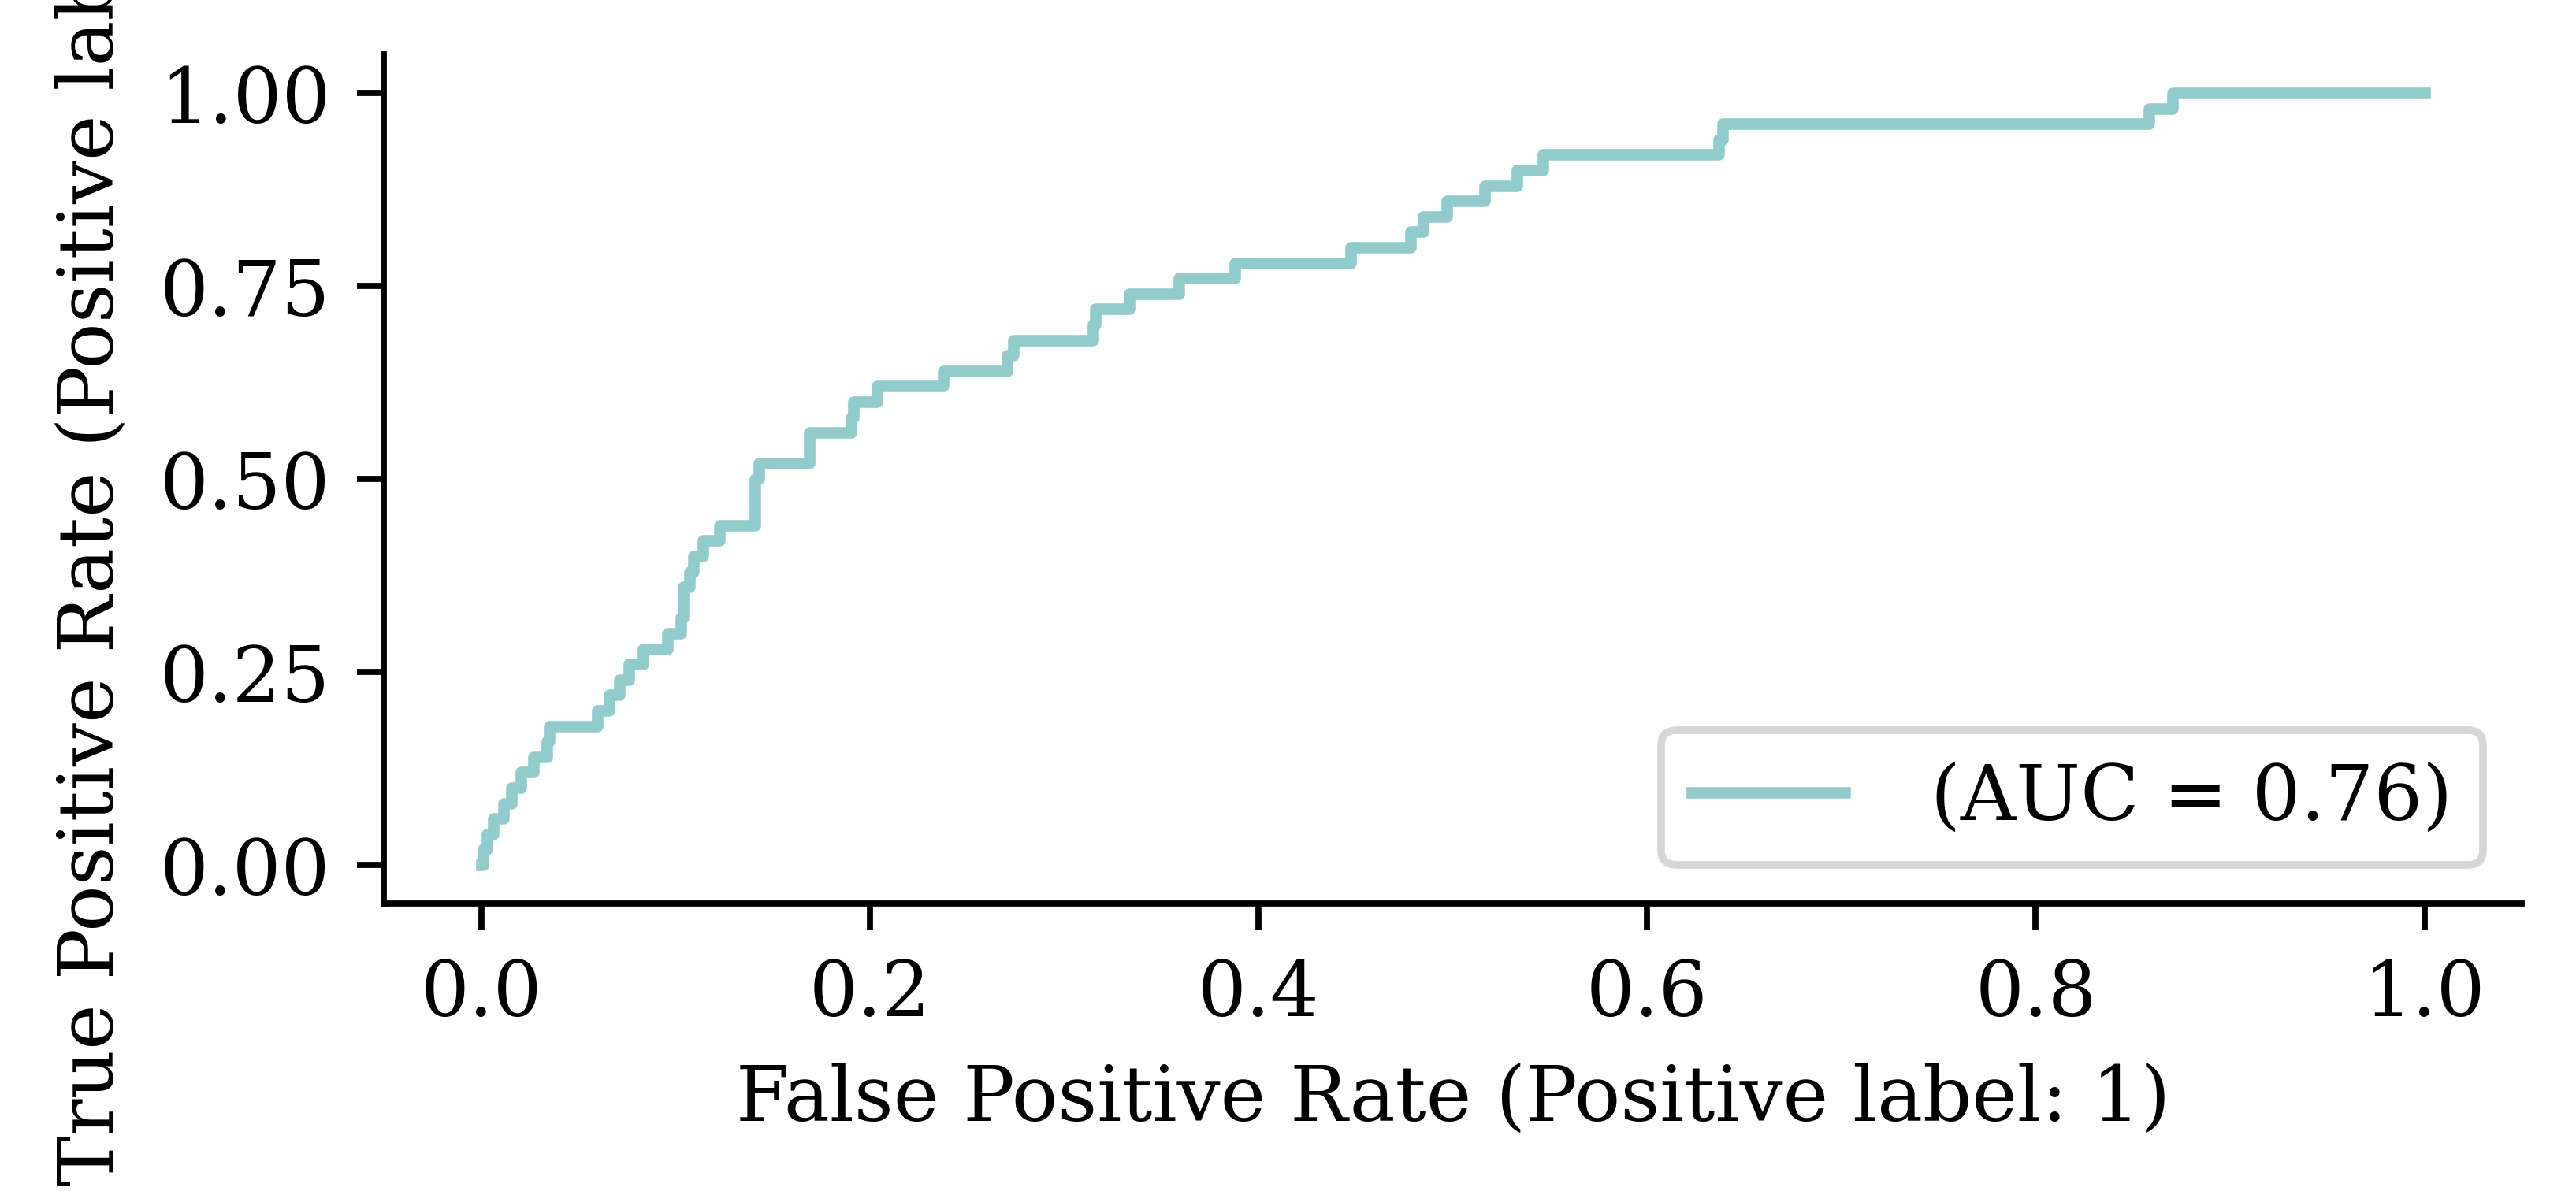 True Positive Rate (Positive lab
1.00
0.75
0.50
0.25
0.00
(AUC = 0.76)
0.0 0.2 0.4 0.6 0.8 1.0
False Positive Rate (Positive label: 1)